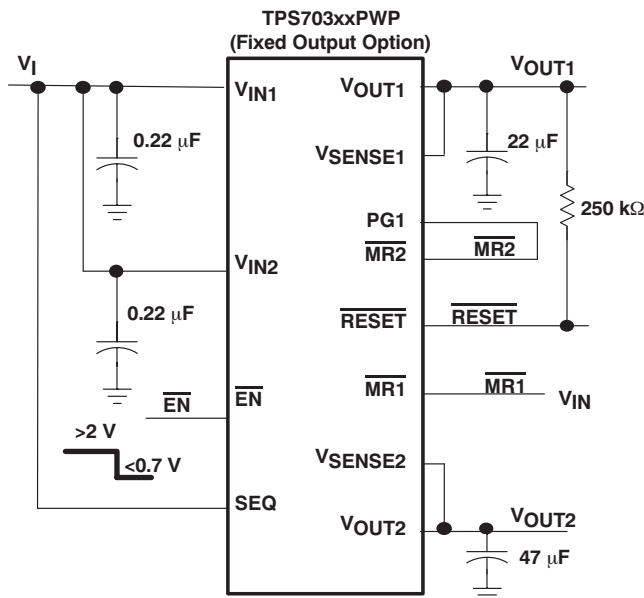 TPS703xxPWP
(Fixed Output Option)
VI
VIN1
VOUT1
VOUT1
0.22 μF
VSENSE1
22 μF
PG1
250 kΩ
MR2
MR2
VIN2
0.22 μF
RESET
RESET
EN
EN
MR1
MR1
VIN
>2 V
<0.7 V
VSENSE2
SEQ
VOUT2
VOUT2
47 μF